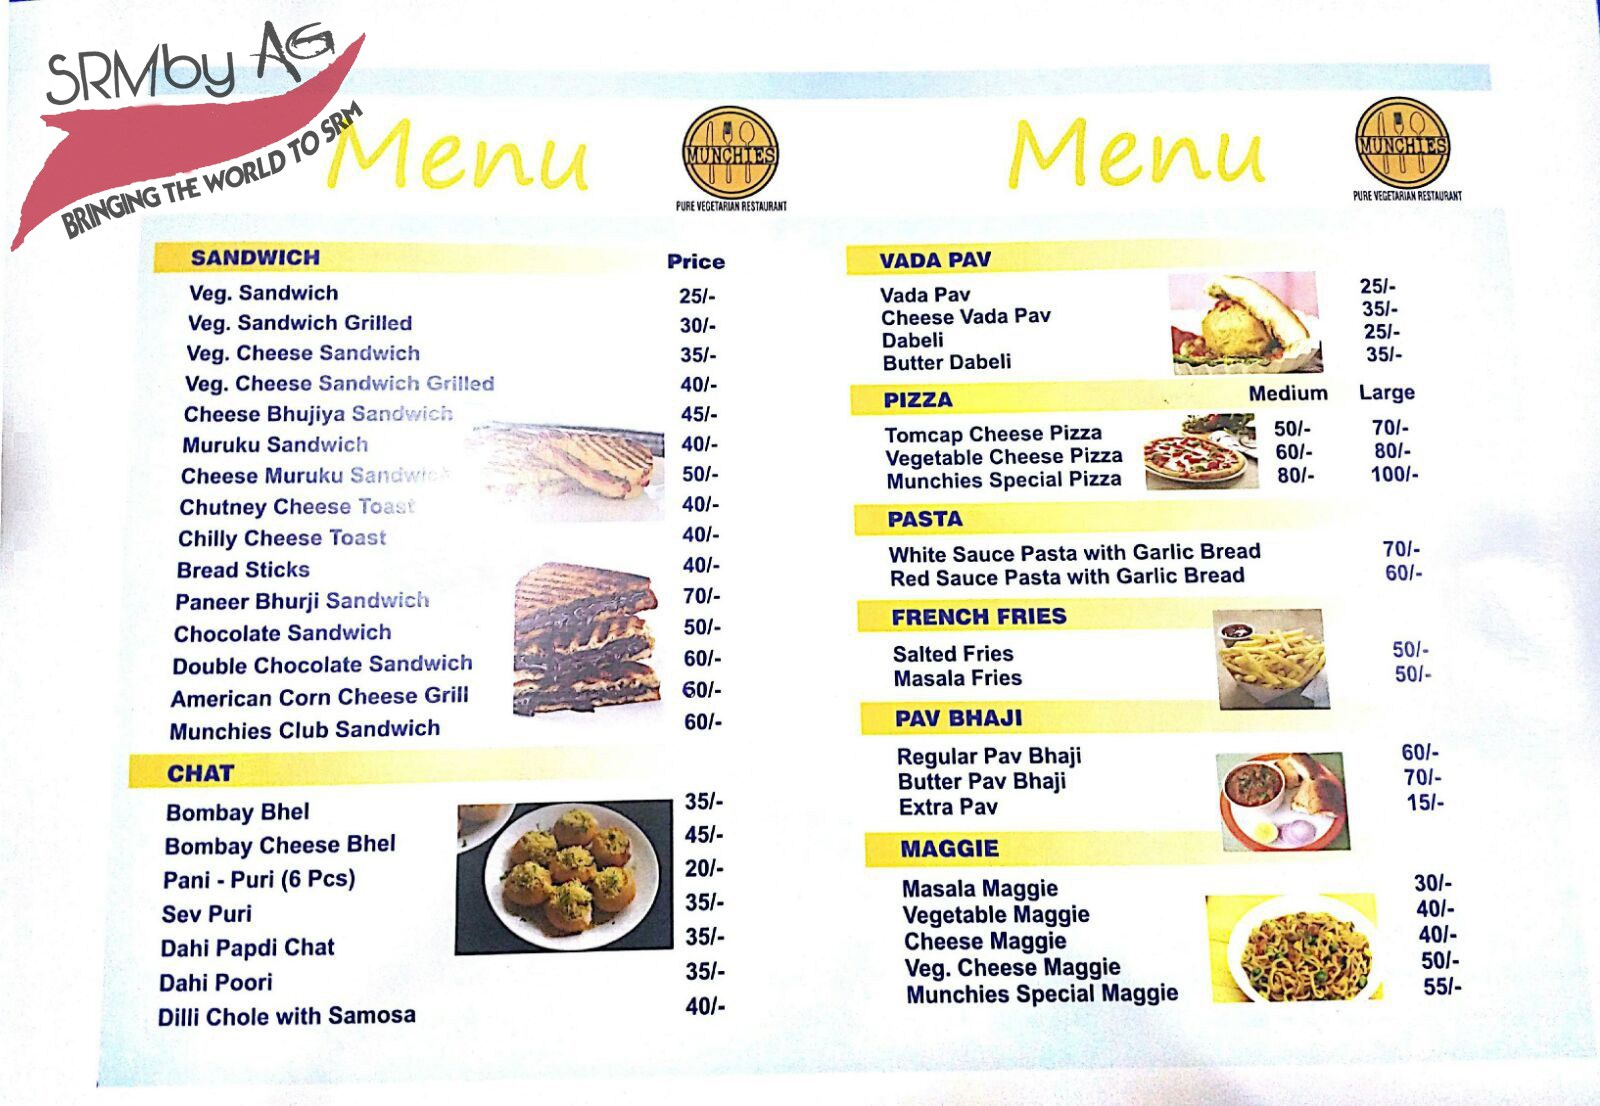 SRMby AG
BRINGING THE WORLD TO SRM
Menu
MUNCHIES
PURE VEGETARIAN RESTAURANT
SANDWICH Price
Veg. Sandwich 25/-
Veg. Sandwich Grilled 30/-
Veg. Cheese Sandwich 35/-
Veg. Cheese Sandwich Grilled 40/-
Cheese Bhujiya Sandwich 45/-
Muruku Sandwich 40/-
Cheese Muruku Sandwich 50/-
Chutney Cheese Toast 40/-
Chilly Cheese Toast 40/-
Bread Sticks 40/-
Paneer Bhurji Sandwich 70/-
Chocolate Sandwich 50/-
Double Chocolate Sandwich 60/-
American Corn Cheese Grill 60/-
Munchies Club Sandwich 60/-
CHAT
Bombay Bhel 35/-
Bombay Cheese Bhel 45/-
Pani - Puri (6 Pcs) 20/-
Sev Puri 35/-
Dahi Papdi Chat 35/-
Dahi Poori 35/-
Dilli Chole with Samosa 40/-
Menu
MUNCHIES
PURE VEGETARIAN RESTAURANT
VADA PAV
Vada Pav 25/-
Cheese Vada Pav 35/-
Dabeli 25/-
Butter Dabeli 35/-
PIZZA Medium Large
Tomcap Cheese Pizza 50/- 70/-
Vegetable Cheese Pizza 60/- 80/-
Munchies Special Pizza 80/- 100/-
PASTA
White Sauce Pasta with Garlic Bread 70/-
Red Sauce Pasta with Garlic Bread 60/-
FRENCH FRIES
Salted Fries 50/-
Masala Fries 50/-
PAV BHAJI
Regular Pav Bhaji 60/-
Butter Pav Bhaji 70/-
Extra Pav 15/-
MAGGIE
Masala Maggie 30/-
Vegetable Maggie 40/-
Cheese Maggie 40/-
Veg. Cheese Maggie 50/-
Munchies Special Maggie 55/-